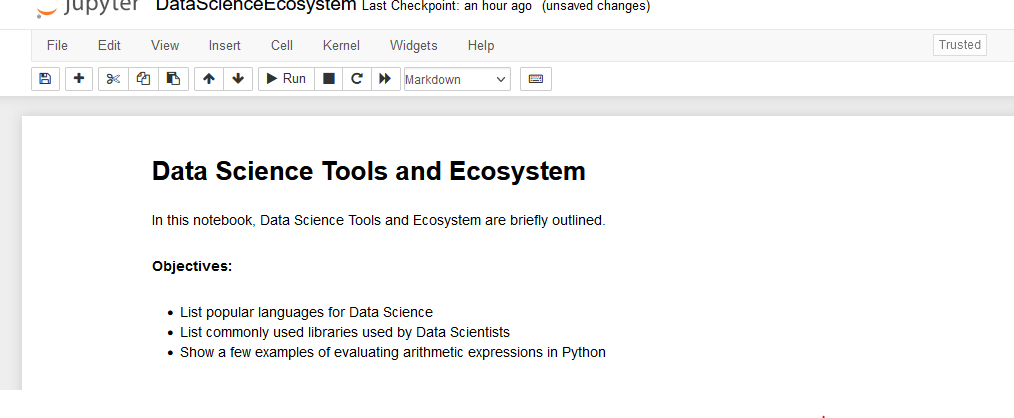 jupyter DataScienceEcosystem Last Checkpoint: an hour ago (unsaved changes)
File Edit View Insert Cell Kernel Widgets Help Trusted
Run Markdown
Data Science Tools and Ecosystem
In this notebook, Data Science Tools and Ecosystem are briefly outlined.
Objectives:
• List popular languages for Data Science
• List commonly used libraries used by Data Scientists
• Show a few examples of evaluating arithmetic expressions in Python